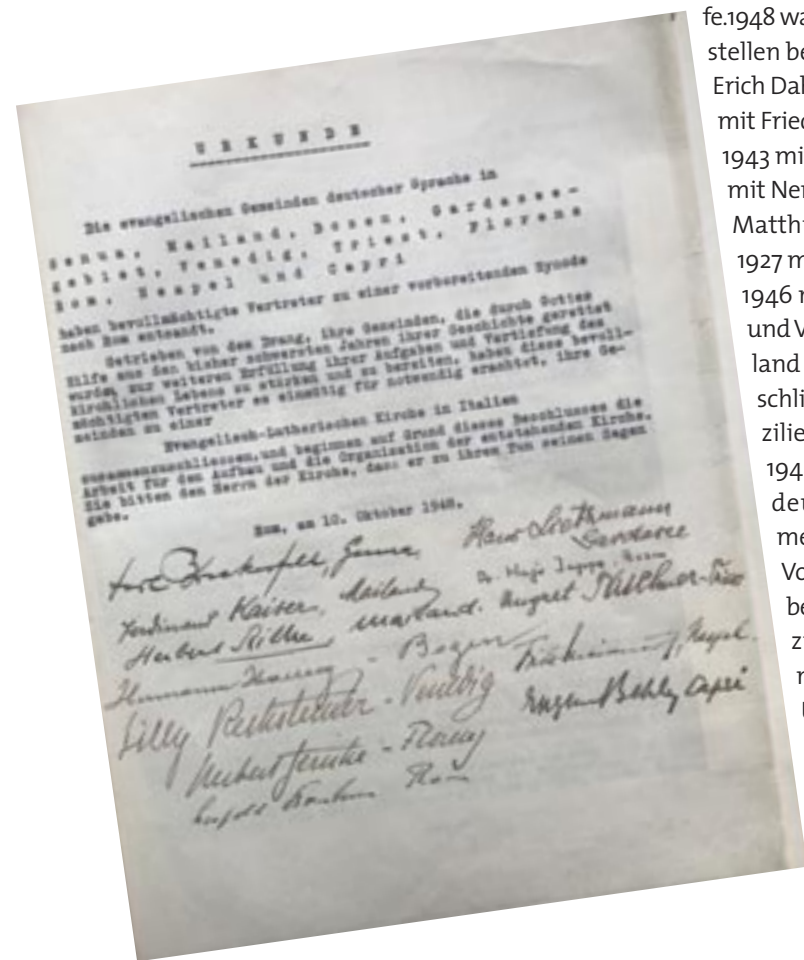 URKUNDE
Die evangelischen Gemeinden deutscher Sprache in
Genua, Mailand, Bozen, Gardasee-
gebiet, Venedig, Triest, Florenz
Rom, Neapel und Capri
haben bevollmächtigte Vertreter zu einer vorbereitenden Synode
nach Rom entsandt.
Getrieben von dem Drang, ihre Gemeinden, die durch Gottes
Hilfe aus den bisher schwersten Jahren ihrer Geschichte gerettet
wurden, zur weiteren Erfüllung ihrer Aufgaben und Vertiefung des
kirchlichen Lebens zu stärken und zu bereiten, haben diese bevoll-
mächtigten Vertreter es einmütig für notwendig erachtet, ihre Ge-
meinden zu einer
Evangelisch-Lutherischen Kirche in Italien
zusammenzuschliessen, und beginnen auf Grund dieses Beschlusses die
Arbeit für den Aufbau und die Organisation der entstehenden Kirche.
Sie bitten den Herrn der Kirche, dass er zu ihrem Tun seinen Segen
gebe.
Rom, am 10. Oktober 1948.
Genua
Hans
Gardasee
Ferdinand Kaiser, Mailand
Dr. Hugo
Herbert Mailand.
Hermann - Bozen
Neapel.
Lilly - Venedig
Eugen Capri
Herbert - Florenz
Rom
fe.1948 wa
stellen be
Erich Dal
mit Fried
1943 mi
mit Ner
Matth
1927 m
1946 r
und V
land
schli
zilie
194
deu
me
Vo
be
z